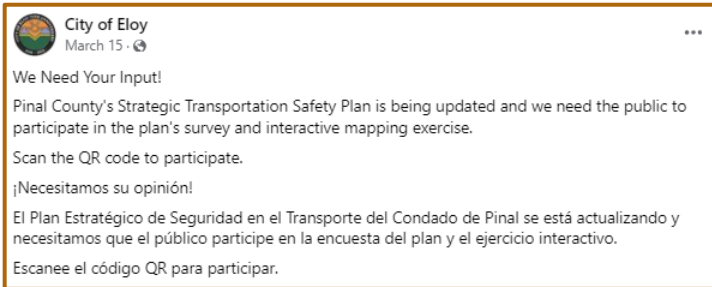 City of Eloy
March 15 ·
We Need Your Input!
Pinal County's Strategic Transportation Safety Plan is being updated and we need the public to
participate in the plan's survey and interactive mapping exercise.
Scan the QR code to participate.
¡Necesitamos su opinión!
El Plan Estratégico de Seguridad en el Transporte del Condado de Pinal se está actualizando y
necesitamos que el público participe en la encuesta del plan y el ejercicio interactivo.
Escanee el código QR para participar.